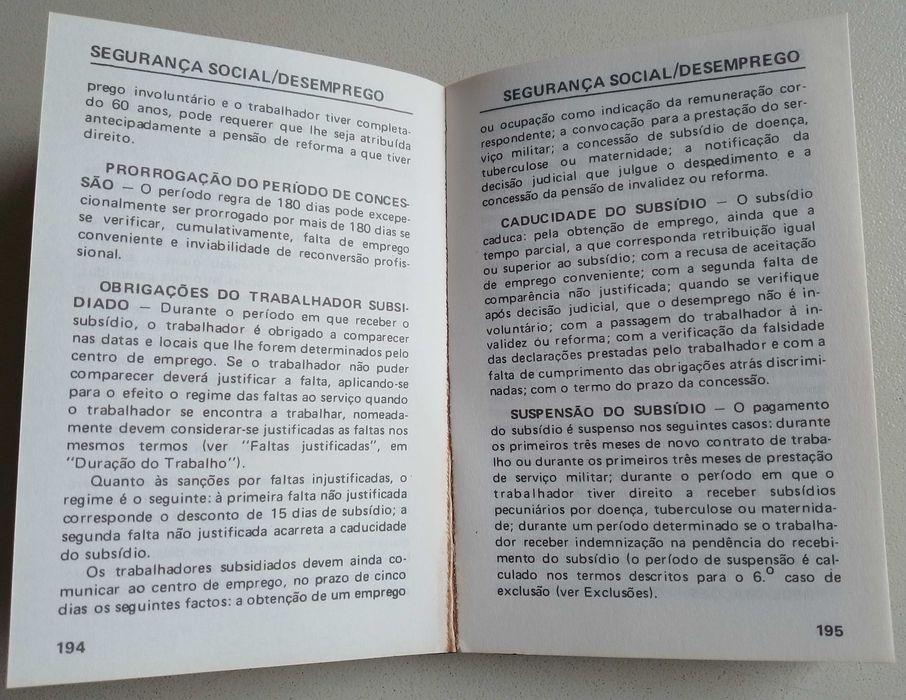 SEGURANÇA SOCIAL/DESEMPREGO
prego involuntário e o trabalhador tiver completa-
do 60 anos, pode requerer que lhe seja atribuída
antecipadamente a pensão de reforma a que tiver
direito.
PRORROGAÇÃO DO PERÍODO DE CONCES-
SÃO — O período regra de 180 dias pode excepe-
cionalmente ser prorrogado por mais de 180 dias se
se verificar, cumulativamente, falta de emprego
conveniente e inviabilidade de reconversão profis-
sional.
OBRIGAÇÕES DO TRABALHADOR SUBSI-
DIADO — Durante o período em que receber o
subsídio, o trabalhador é obrigado a comparecer
nas datas e locais que lhe forem determinados pelo
centro de emprego. Se o trabalhador não puder
comparecer deverá justificar a falta, aplicando-se
para o efeito o regime das faltas ao serviço quando
o trabalhador se encontra a trabalhar, nomeada-
mente devem considerar-se justificadas as faltas nos
mesmos termos (ver "Faltas justificadas", em
"Duração do Trabalho").
Quanto às sanções por faltas injustificadas, o
regime é o seguinte: à primeira falta não justificada
corresponde o desconto de 15 dias de subsídio; a
segunda falta não justificada acarreta a caducidade
do subsídio.
Os trabalhadores subsidiados devem ainda co-
municar ao centro de emprego, no prazo de cinco
dias os seguintes factos: a obtenção de um emprego
194
SEGURANÇA SOCIAL/DESEMPREGO
ou ocupação como indicação da remuneração cor-
respondente; a convocação para a prestação do ser-
viço militar; a concessão de subsídio de doença,
tuberculose ou maternidade; a notificação da
decisão judicial que julgue o despedimento e a
concessão da pensão de invalidez ou reforma.
CADUCIDADE DO SUBSÍDIO — O subsídio
caduca: pela obtenção de emprego, ainda que a
tempo parcial, a que corresponda retribuição igual
ou superior ao subsídio; com a recusa de aceitação
de emprego conveniente; com a segunda falta de
comparência não justificada; quando se verifique
após decisão judicial, que o desemprego não é in-
voluntário; com a passagem do trabalhador à in-
validez ou reforma; com a verificação da falsidade
das declarações prestadas pelo trabalhador e com a
falta de cumprimento das obrigações atrás discrimi-
nadas; com o termo do prazo da concessão.
SUSPENSÃO DO SUBSÍDIO — O pagamento
do subsídio é suspenso nos seguintes casos: durante
os primeiros três meses de novo contrato de traba-
lho ou durante os primeiros três meses de prestação
de serviço militar; durante o período em que o
trabalhador tiver direito a receber subsídios
pecuniários por doença, tuberculose ou maternida-
de; durante um período determinado se o trabalha-
dor receber indemnização na pendência do recebi-
mento do subsídio (o período de suspensão é cal-
culado nos termos descritos para o 6.º caso de
exclusão (ver Exclusões).
195